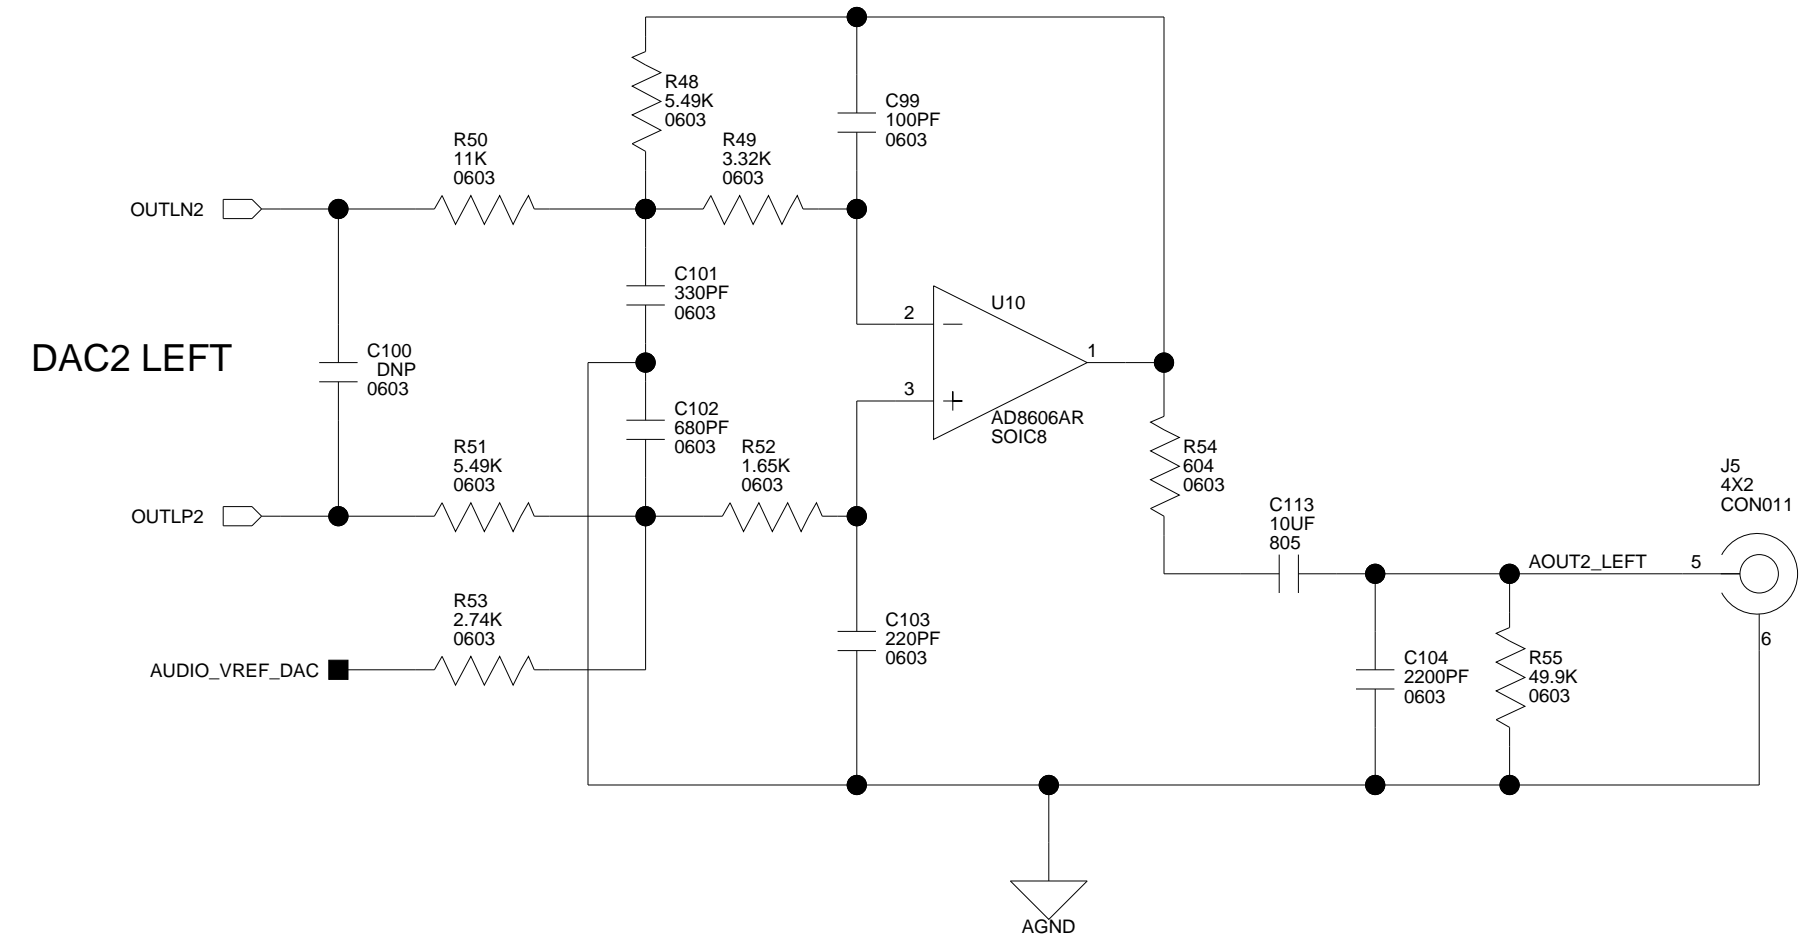 R48
5.49K
0603
C99
100PF
0603
R50
11K
0603
R49
3.32K
0603
OUTLN2
C101
330PF
0603
U10
2
1
3
AD8606AR
SOIC8
DAC2 LEFT
C100
DNP
0603
C102
680PF
0603
R51
5.49K
0603
R52
1.65K
0603
OUTLP2
R54
604
0603
C113
10UF
805
J5
4X2
CON011
AOUT2_LEFT
5
6
R53
2.74K
0603
AUDIO_VREF_DAC
C103
220PF
0603
C104
2200PF
0603
R55
49.9K
0603
AGND